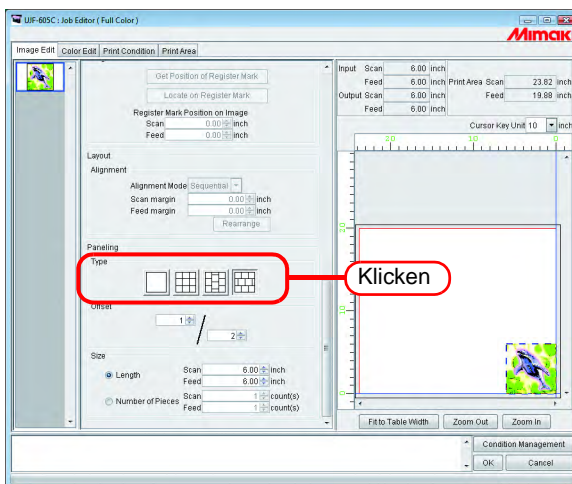 UJF-605C : Job Editor ( Full Color )
Mimaki
Image Edit Color Edit Print Condition Print Area
Get Position of Register Mark
Locate on Register Mark
Register Mark Position on Image
Scan 0.00 inch
Feed 0.00 inch
Layout
Alignment
Alignment Mode Sequential
Scan margin 0.00 inch
Feed margin 0.00 inch
Rearrange
Paneling
Type
Klicken
Offset
1 / 2
Size
Length
Scan 6.00 inch
Feed 6.00 inch
Number of Pieces
Scan 1 count(s)
Feed 1 count(s)
Input Scan 6.00 inch
Feed 6.00 inch Print Area Scan 23.82 inch
Output Scan 6.00 inch Feed 19.88 inch
Feed 6.00 inch
Cursor Key Unit 10 inch
20 10 0
20
10
0
Fit to Table Width Zoom Out Zoom In
Condition Management
OK Cancel